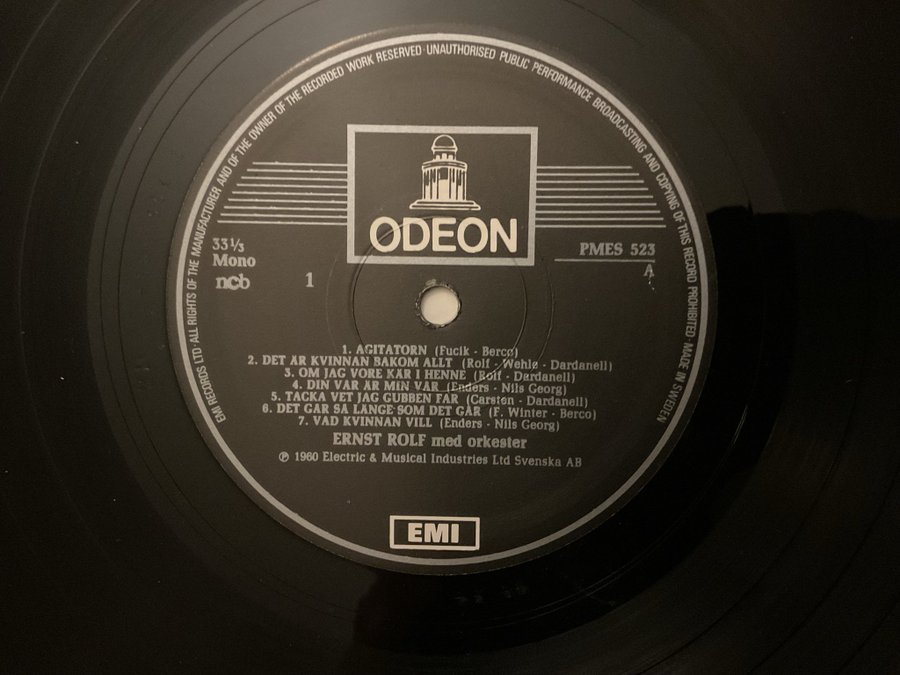 EMI RECORDS LTD·ALL RIGHTS OF THE MANUFACTURER AND OF THE OWNER OF THE RECORDED WORK RESERVED·UNAUTHORISED PUBLIC PERFORMANCE BROADCASTING AND COPYING OF THIS RECORD PROHIBITED·MADE IN SWEDEN
ODEON
33⅓
Mono
ncb
1
PMES 523
A
1. AGITATORN (Fucik - Berco)
2. DET ÄR KVINNAN BAKOM ALLT (Rolf - Wehle - Dardanell)
3. OM JAG VORE KÄR I HENNE (Rolf - Dardanell)
4. DIN VÅR ÄR MIN VÅR (Enders - Nils Georg)
5. TACKA VET JAG GUBBEN FAR (Carsten - Dardanell)
6. DET GÅR SÅ LÄNGE SOM DET GÅR (F. Winter - Berco)
7. VAD KVINNAN VILL (Enders - Nils Georg)
ERNST ROLF med orkester
℗ 1960 Electric & Musical Industries Ltd Svenska AB
EMI